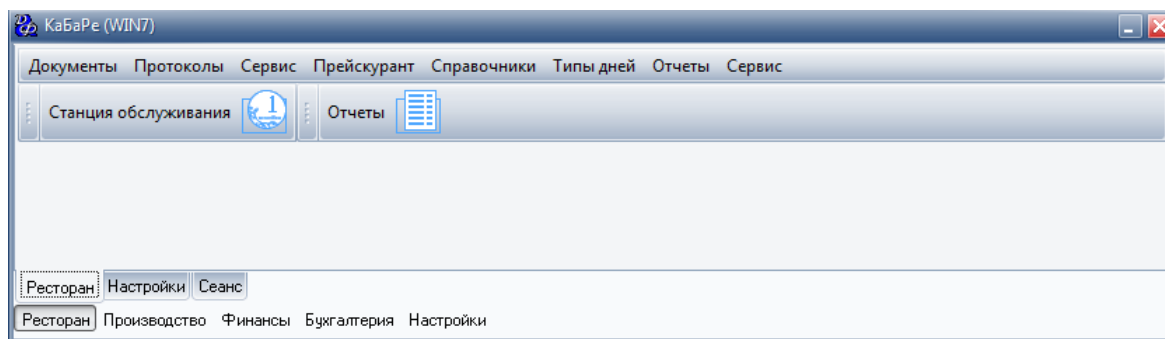 КаБаРе (WIN7)
Документы Протоколы Сервис Прейскурант Справочники Типы дней Отчеты Сервис
Станция обслуживания 1 Отчеты
Ресторан Настройки Сеанс
Ресторан Производство Финансы Бухгалтерия Настройки